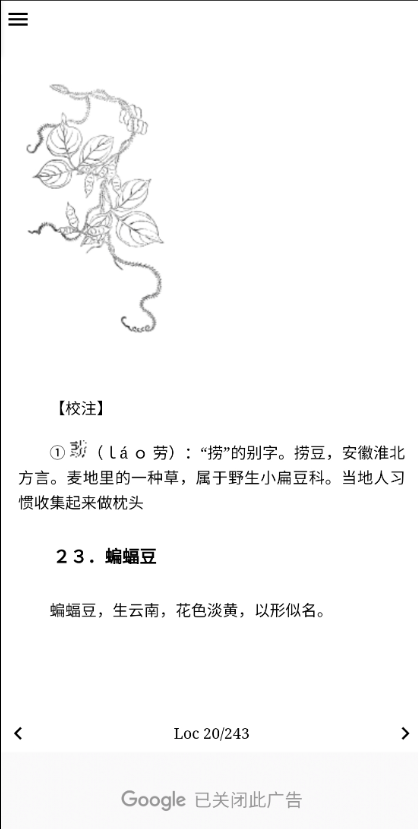 【校注】
①（ láo 劳）：“捞”的别字。捞豆，安徽淮北
方言。麦地里的一种草，属于野生小扁豆科。当地人习
惯收集起来做枕头
２３．蝙蝠豆
蝙蝠豆，生云南，花色淡黄，以形似名。
Loc 20/243
Google 已关闭此广告